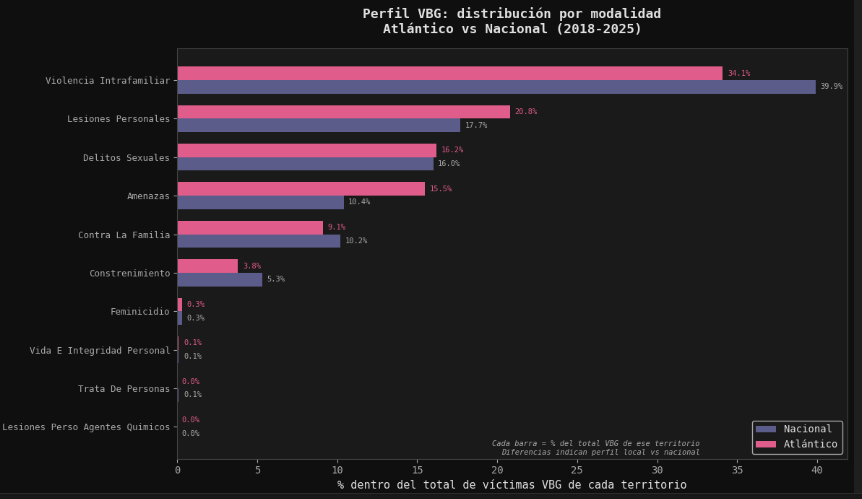 Perfil VBG: distribución por modalidad
Atlántico vs Nacional (2018-2025)
Violencia Intrafamiliar
34.1%
39.9%
Lesiones Personales
20.8%
17.7%
Delitos Sexuales
16.2%
16.0%
Amenazas
15.5%
10.4%
Contra La Familia
9.1%
10.2%
Constrenimiento
3.8%
5.3%
Feminicidio
0.3%
0.3%
Vida E Integridad Personal
0.1%
0.1%
Trata De Personas
0.0%
0.1%
Lesiones Perso Agentes Quimicos
0.0%
0.0%
Cada barra = % del total VBG de ese territorio
Diferencias indican perfil local vs nacional
Nacional
Atlántico
0 5 10 15 20 25 30 35 40
% dentro del total de víctimas VBG de cada territorio